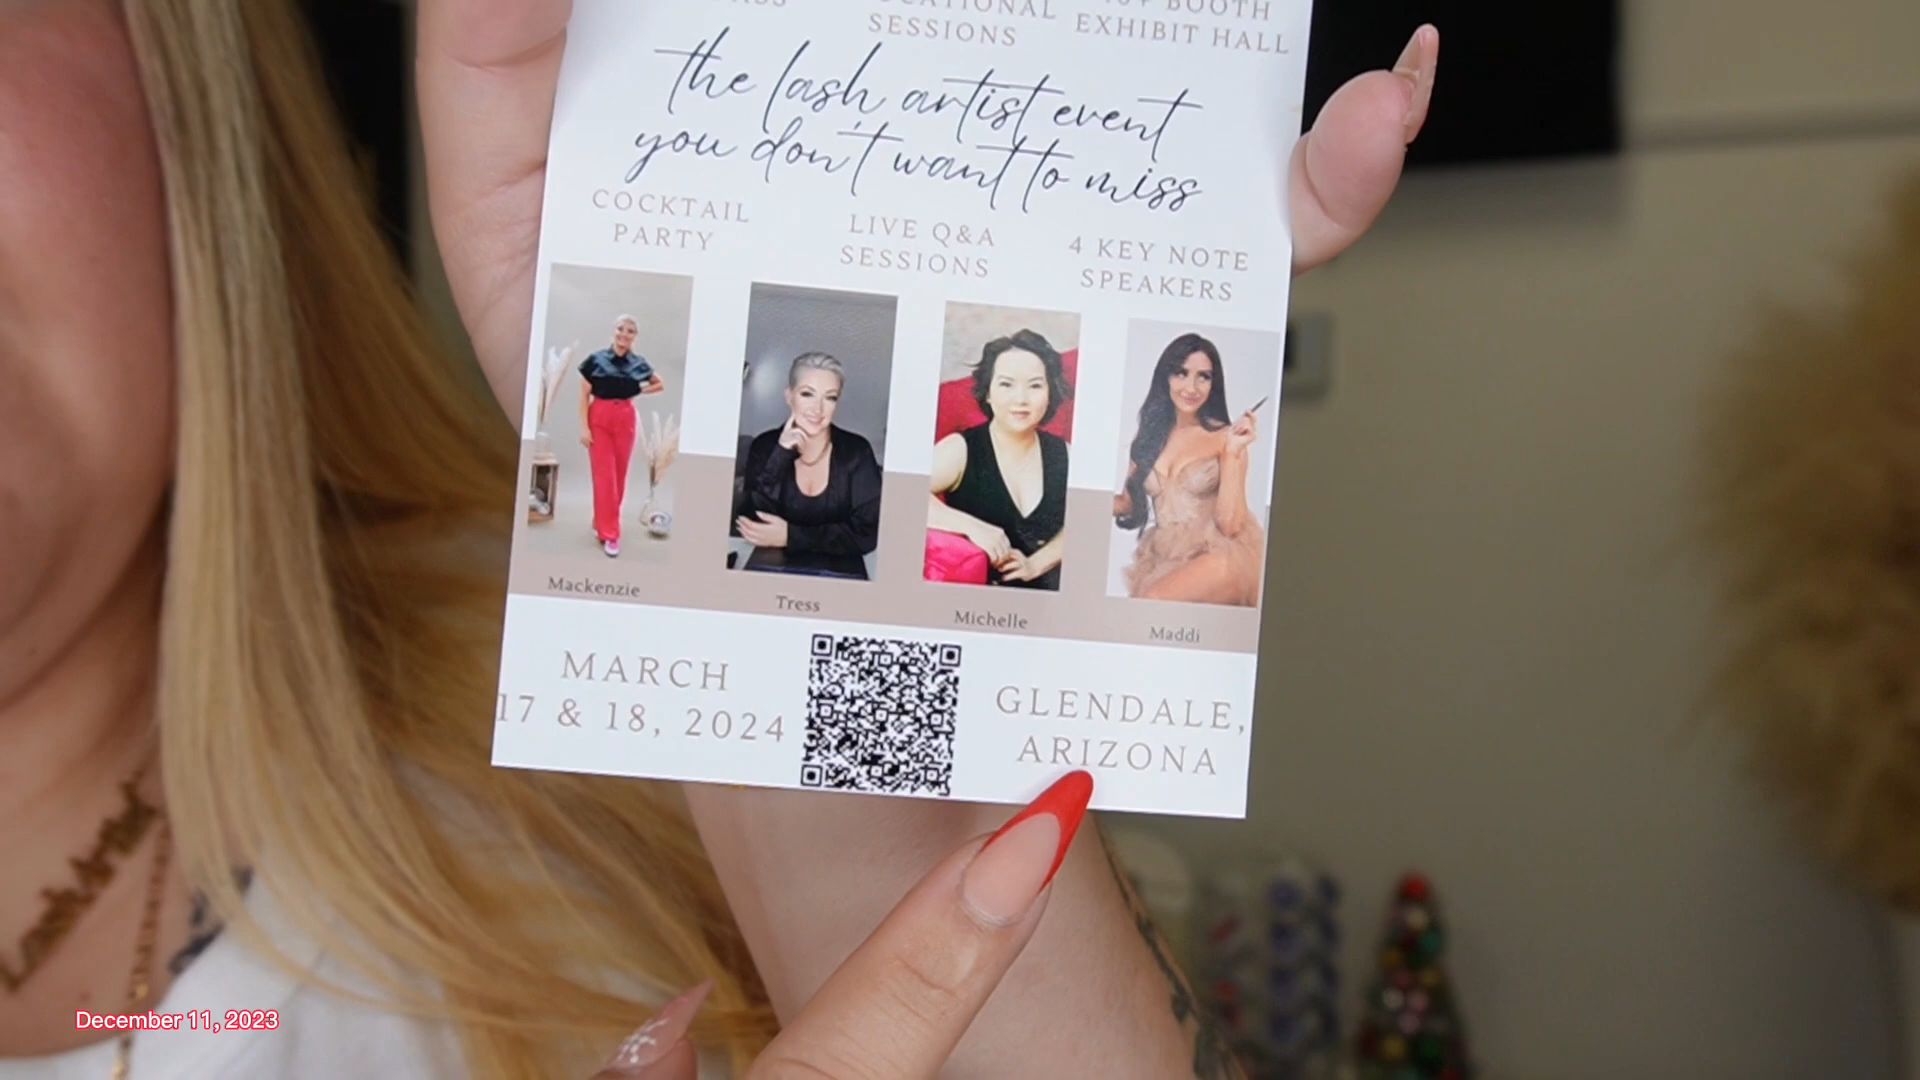 SESSIONS
BOOTH
EXHIBIT HALL
the lash artist event
you don't want to miss
COCKTAIL
PARTY
LIVE Q&A
SESSIONS
4 KEY NOTE
SPEAKERS
Mackenzie
Tress
Michelle
Maddi
MARCH
17 & 18, 2024
GLENDALE,
ARIZONA
December 11, 2023